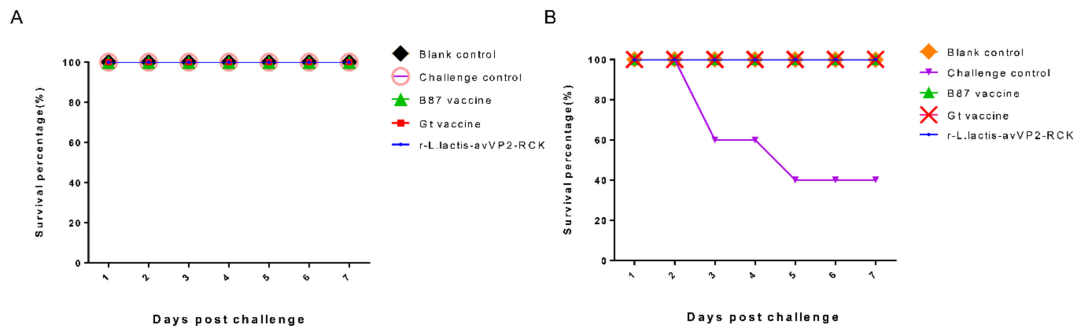 A
Survival percentage(%)
100
80
60
40
20
0
1
2
3
4
5
6
7
Days post challenge
Blank control
Challenge control
B87 vaccine
Gt vaccine
r-L.lactis-avVP2-RCK
B
Survival percentage(%)
100
80
60
40
20
0
1
2
3
4
5
6
7
Days post challenge
Blank control
Challenge control
B87 vaccine
Gt vaccine
r-L.lactis-avVP2-RCK